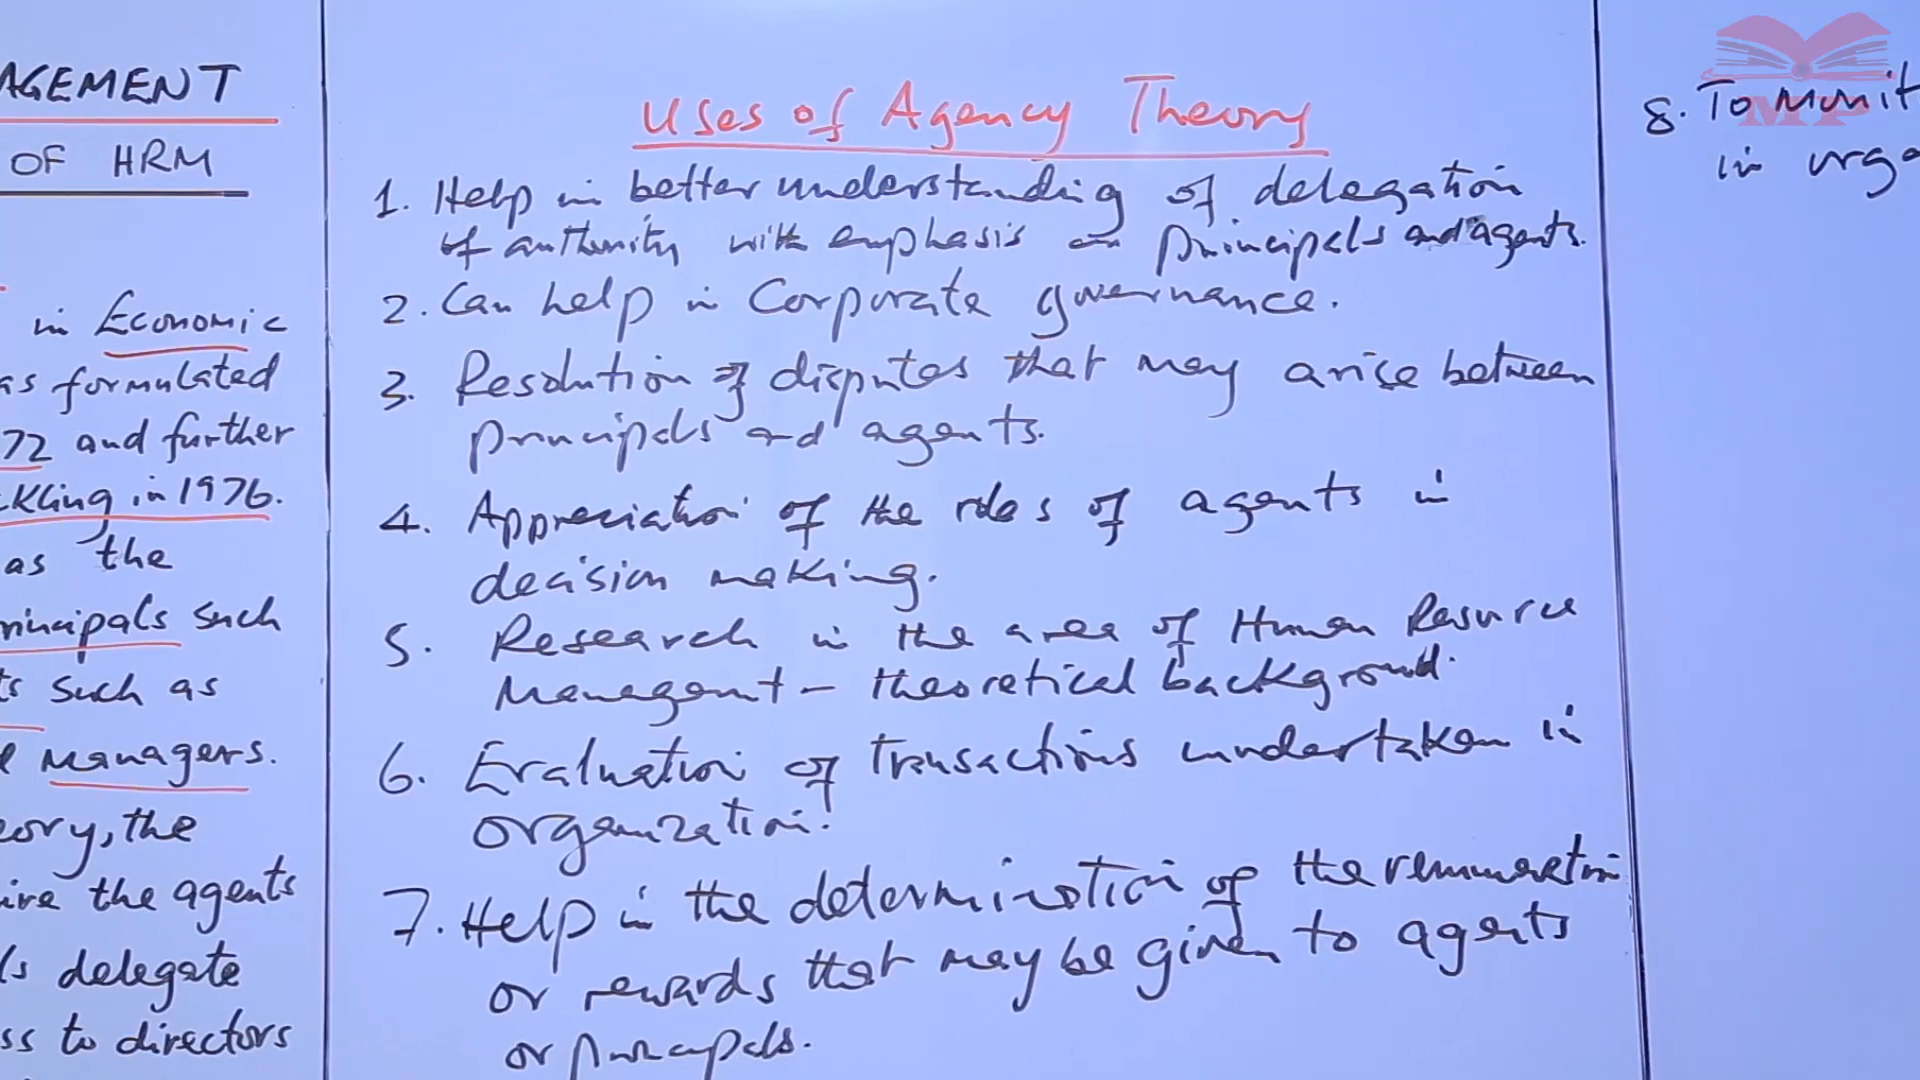 AGEMENT
OF HRM
in Economic
as formulated
72 and further
ckling in 1976.
as the
rincipals such
ts such as
l managers.
eory, the
ire the agents
ls delegate
ss to directors
Uses of Agency Theory
1. Help in better understanding of delegation
of authority with emphasis on principals and agents.
2. Can help in Corporate governance.
3. Resolution of disputes that may arise between
principals and agents.
4. Appreciation of the roles of agents in
decision making.
5. Research in the area of Human Resource
Management - theoretical background.
6. Evaluation of transactions undertaken in
organization.
7. Help in the determination of the remuneration
or rewards that may be given to agents
or principals.
8. To Monit
in orga
MP